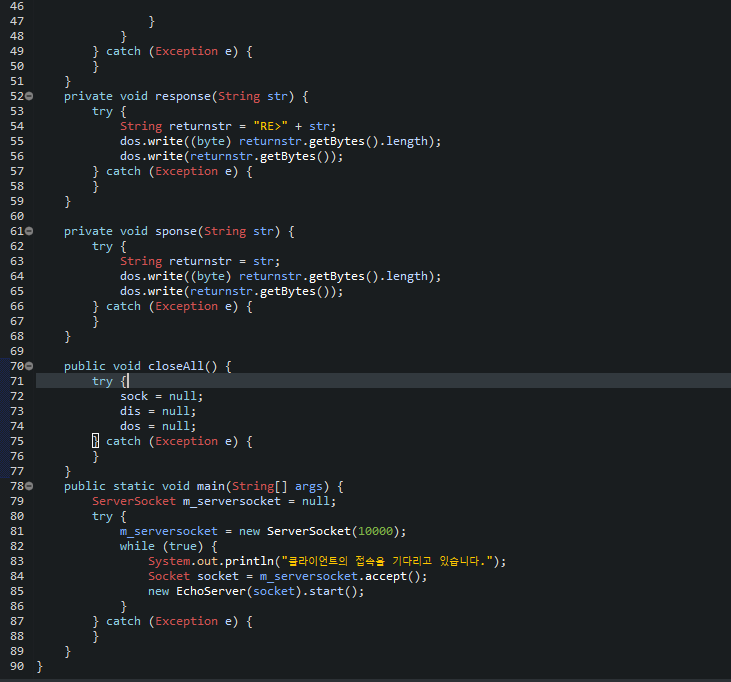 46
47 }
48 }
49 } catch (Exception e) {
50 }
51 }
52 private void response(String str) {
53 try {
54 String returnstr = "RE>" + str;
55 dos.write((byte) returnstr.getBytes().length);
56 dos.write(returnstr.getBytes());
57 } catch (Exception e) {
58 }
59 }
60
61 private void sponse(String str) {
62 try {
63 String returnstr = str;
64 dos.write((byte) returnstr.getBytes().length);
65 dos.write(returnstr.getBytes());
66 } catch (Exception e) {
67 }
68 }
69
70 public void closeAll() {
71 try {
72 sock = null;
73 dis = null;
74 dos = null;
75 } catch (Exception e) {
76 }
77 }
78 public static void main(String[] args) {
79 ServerSocket m_serversocket = null;
80 try {
81 m_serversocket = new ServerSocket(10000);
82 while (true) {
83 System.out.println("클라이언트의 접속을 기다리고 있습니다.");
84 Socket socket = m_serversocket.accept();
85 new EchoServer(socket).start();
86 }
87 } catch (Exception e) {
88 }
89 }
90 }